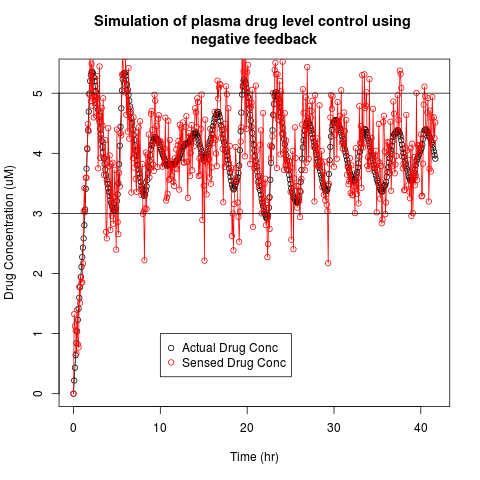 Simulation of plasma drug level control using
negative feedback
Drug Concentration (uM)
5
4
3
2
1
0
Actual Drug Conc
Sensed Drug Conc
0 10 20 30 40
Time (hr)